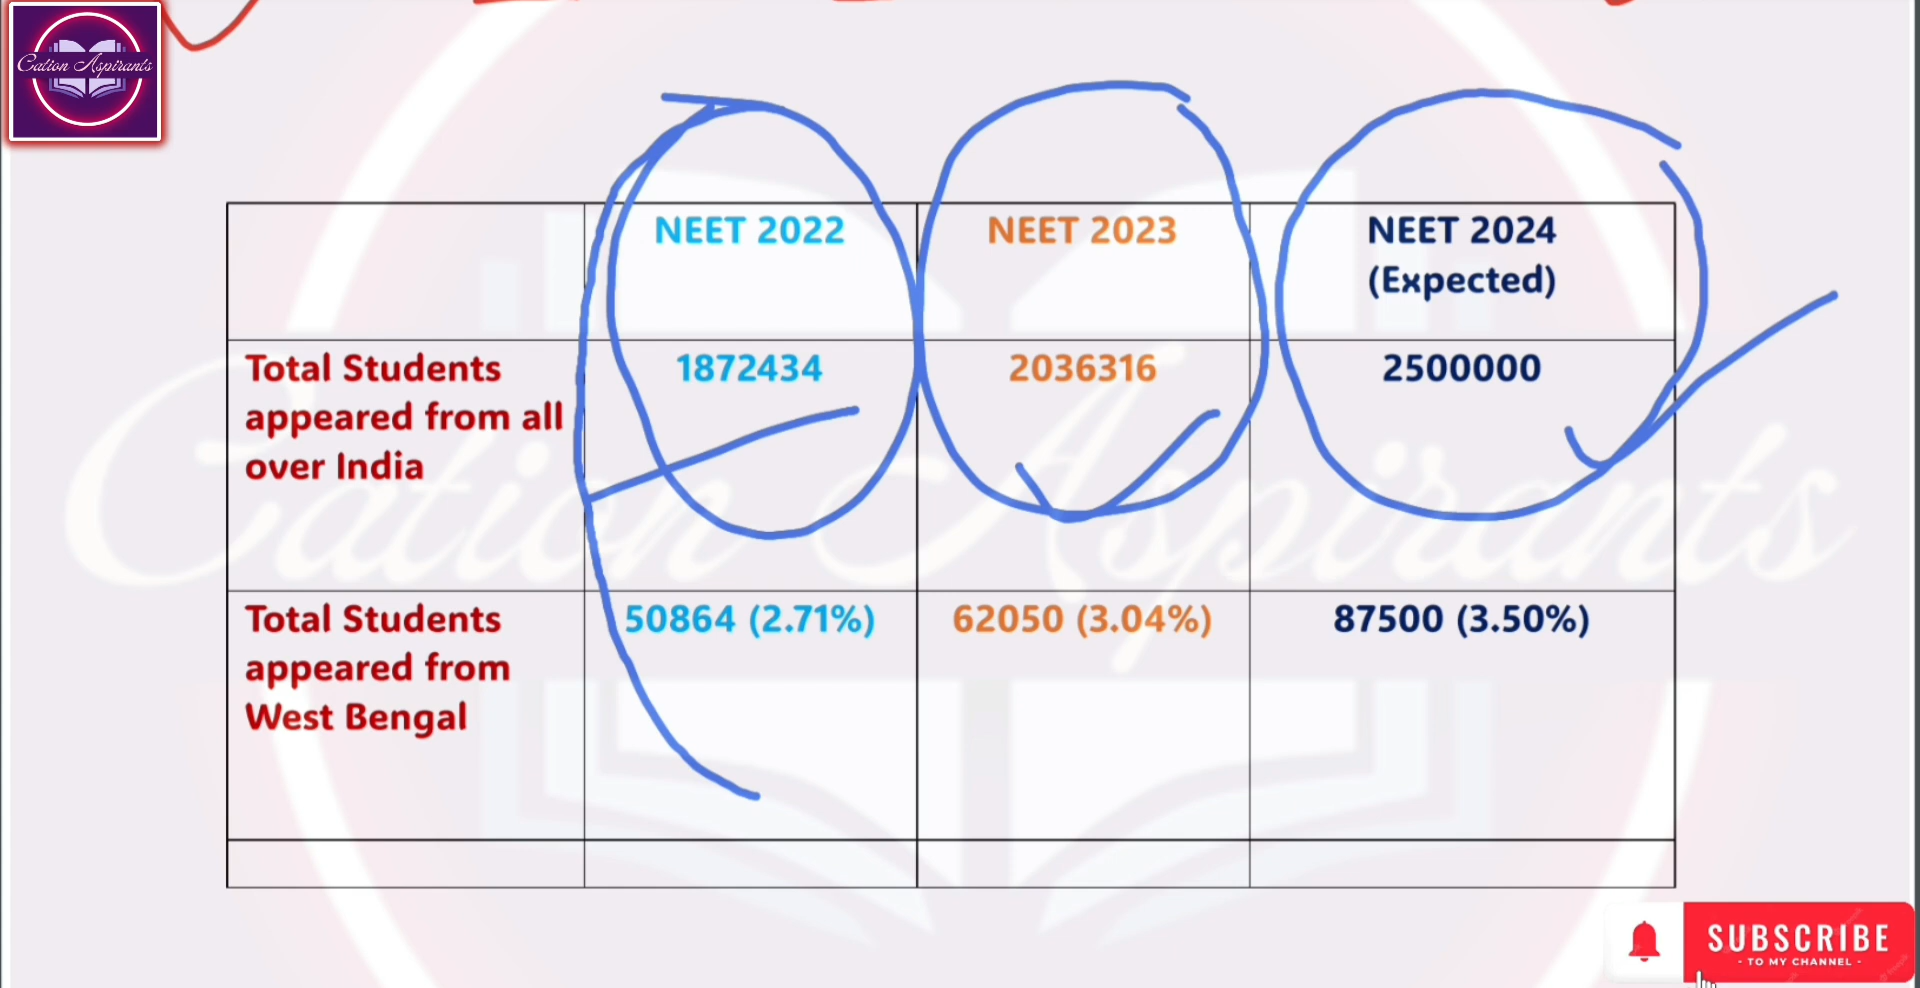 Cation Aspirants
NEET 2022
NEET 2023
NEET 2024
(Expected)
Total Students
appeared from all
over India
1872434
2036316
2500000
Total Students
appeared from
West Bengal
50864 (2.71%)
62050 (3.04%)
87500 (3.50%)
Cation Aspirants
SUBSCRIBE
- TO MY CHANNEL -